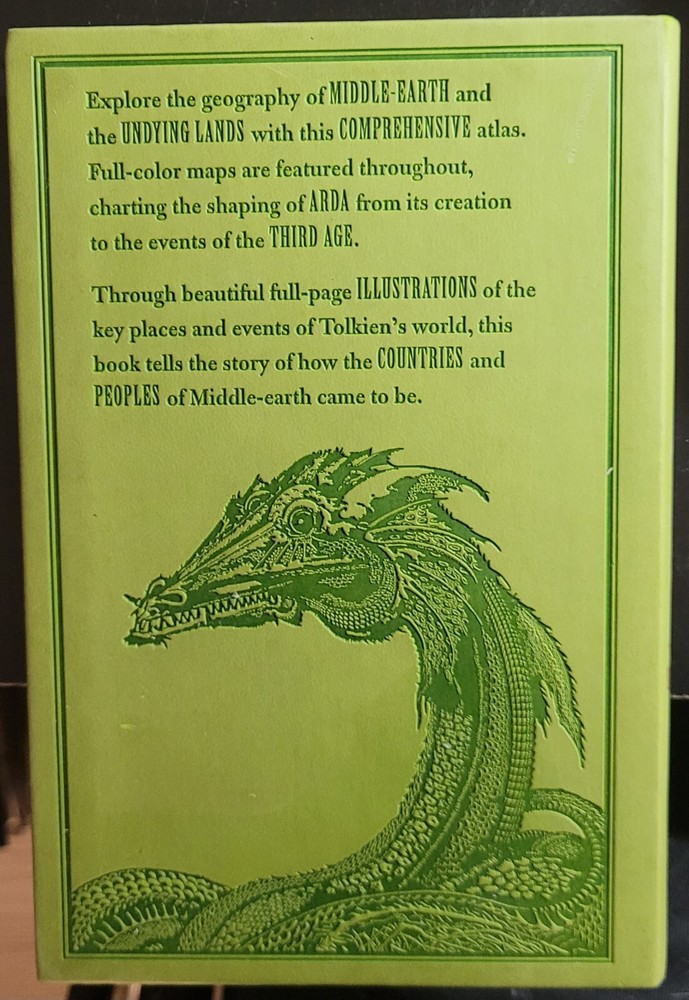 Explore the geography of MIDDLE-EARTH and
the UNDYING LANDS with this COMPREHENSIVE atlas.
Full-color maps are featured throughout,
charting the shaping of ARDA from its creation
to the events of the THIRD AGE.
Through beautiful full-page ILLUSTRATIONS of the
key places and events of Tolkien's world, this
book tells the story of how the COUNTRIES and
PEOPLES of Middle-earth came to be.